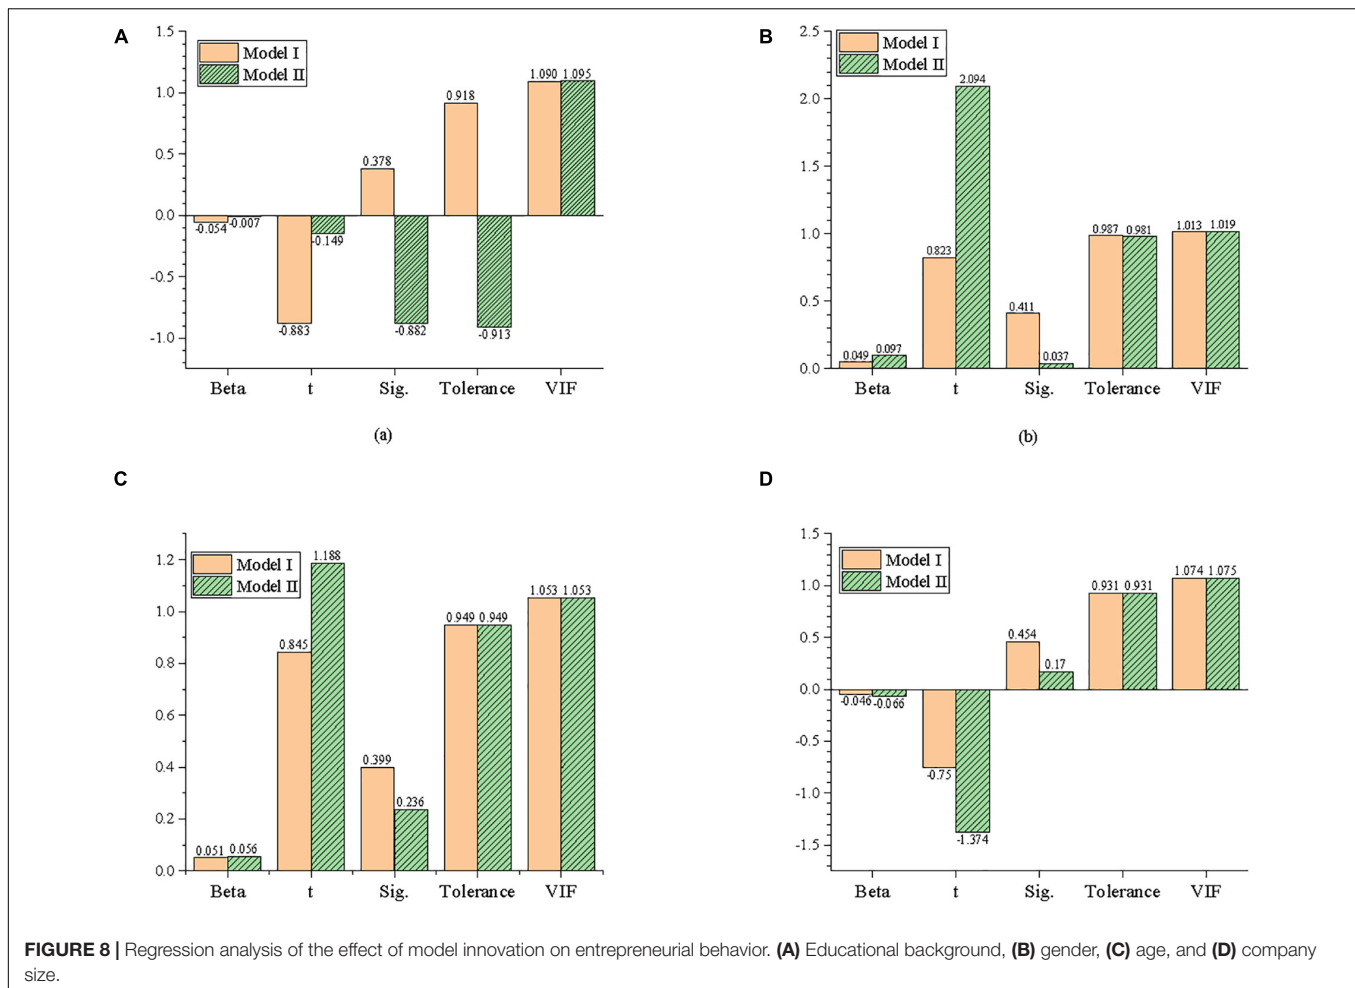 A
1.5
1.0
0.5
0.0
-0.5
-1.0
Model I
Model II
-0.054
-0.007
-0.883
-0.149
0.378
-0.882
0.918
-0.913
1.090
1.095
Beta
t
Sig.
Tolerance
VIF
(a)
B
2.5
2.0
1.5
1.0
0.5
0.0
Model I
Model II
0.049
0.097
0.823
2.094
0.411
0.037
0.987
0.981
1.013
1.019
Beta
t
Sig.
Tolerance
VIF
(b)
C
1.2
1.0
0.8
0.6
0.4
0.2
0.0
Model I
Model II
0.051
0.056
0.845
1.188
0.399
0.236
0.949
0.949
1.053
1.053
Beta
t
Sig.
Tolerance
VIF
D
1.5
1.0
0.5
0.0
-0.5
-1.0
-1.5
Model I
Model II
-0.046
-0.066
-0.75
-1.374
0.454
0.17
0.931
0.931
1.074
1.075
Beta
t
Sig.
Tolerance
VIF
FIGURE 8 | Regression analysis of the effect of model innovation on entrepreneurial behavior. (A) Educational background, (B) gender, (C) age, and (D) company
size.